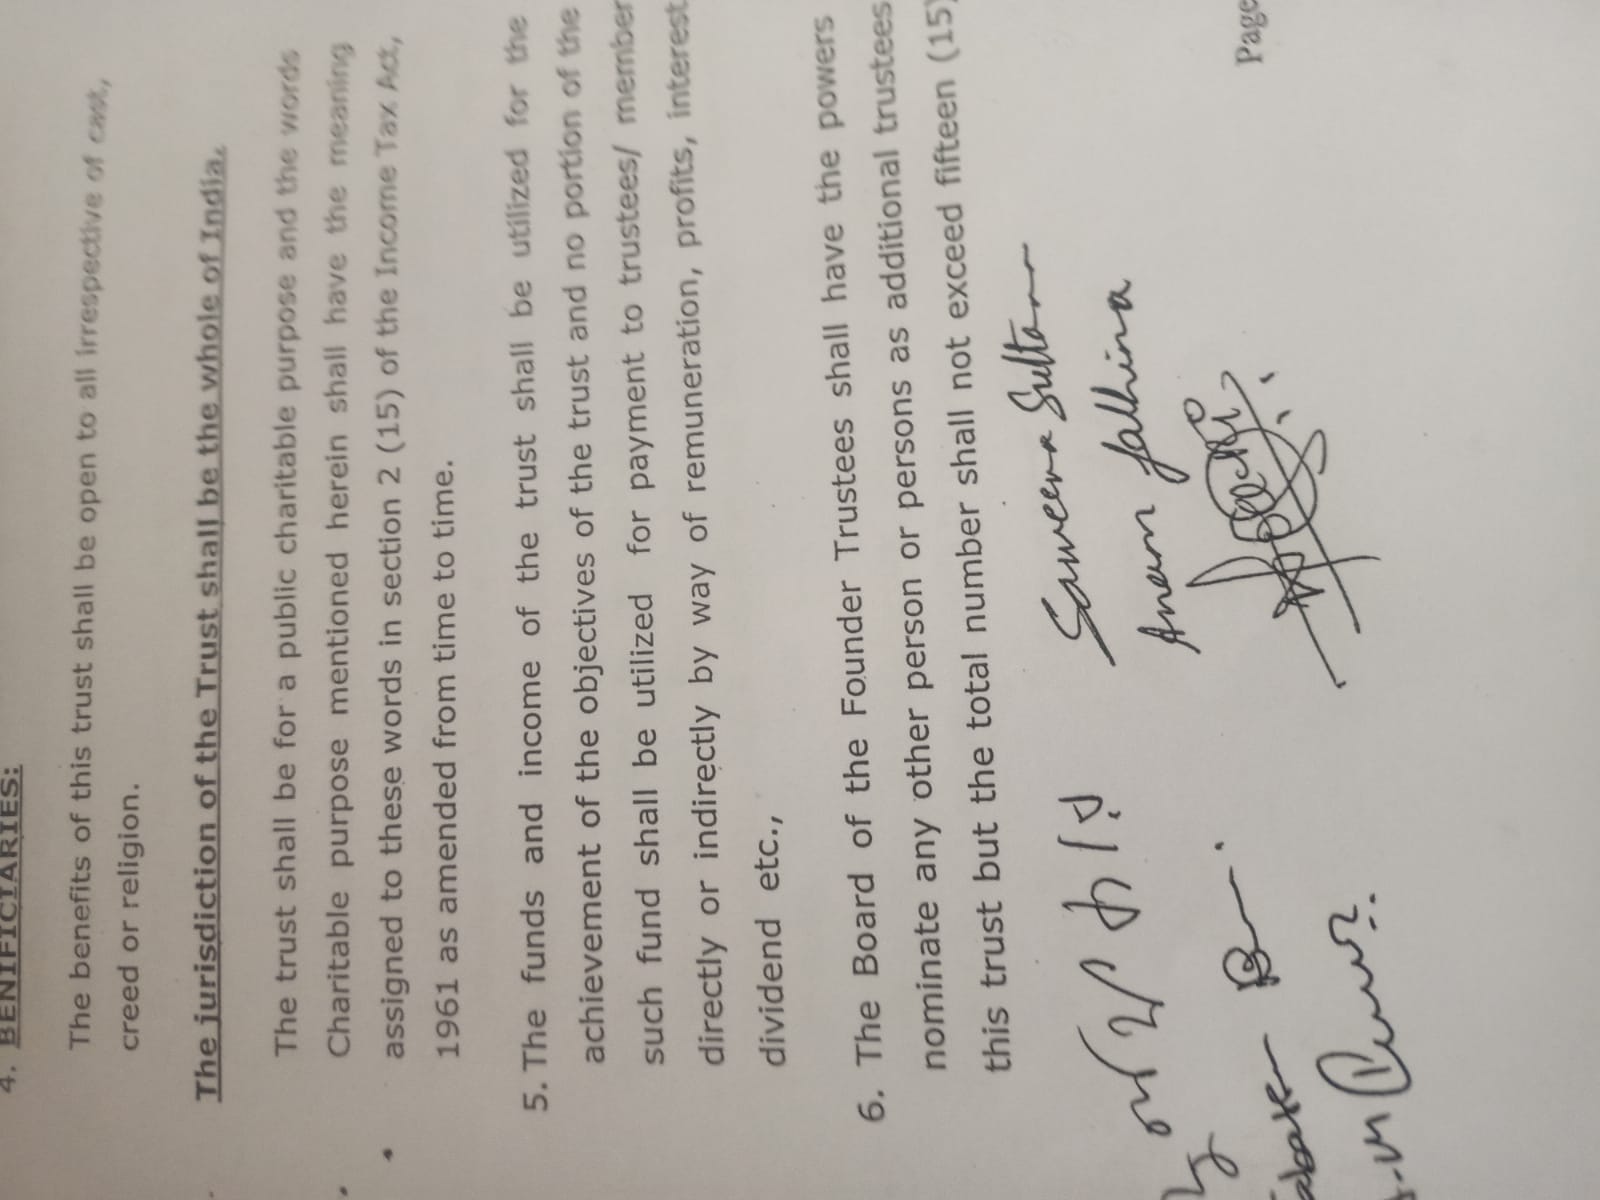 4. BENIFICIARIES:
The benefits of this trust shall be open to all irrespective of cast,
creed or religion.
The jurisdiction of the Trust shall be the whole of India.
The trust shall be for a public charitable purpose and the words
Charitable purpose mentioned herein shall have the meaning
assigned to these words in section 2 (15) of the Income Tax Act,
1961 as amended from time to time.
5. The funds and income of the trust shall be utilized for the
achievement of the objectives of the trust and no portion of the
such fund shall be utilized for payment to trustees/ member
directly or indirectly by way of remuneration, profits, interest
dividend etc.,
6. The Board of the Founder Trustees shall have the powers
nominate any other person or persons as additional trustees
this trust but the total number shall not exceed fifteen (15)
Sameena Sultana
Anam
Page